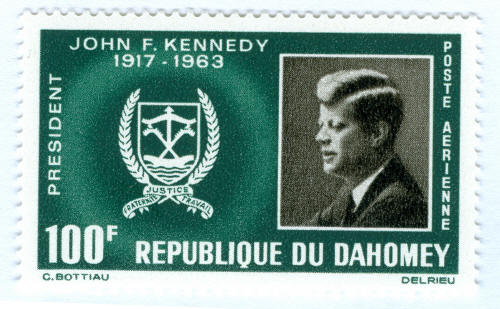 JOHN F. KENNEDY
1917 - 1963
PRESIDENT
POSTE AERIENNE
JUSTICE
FRATERNITE TRAVAIL
100F REPUBLIQUE DU DAHOMEY
C. BOTTIAU
DELRIEU